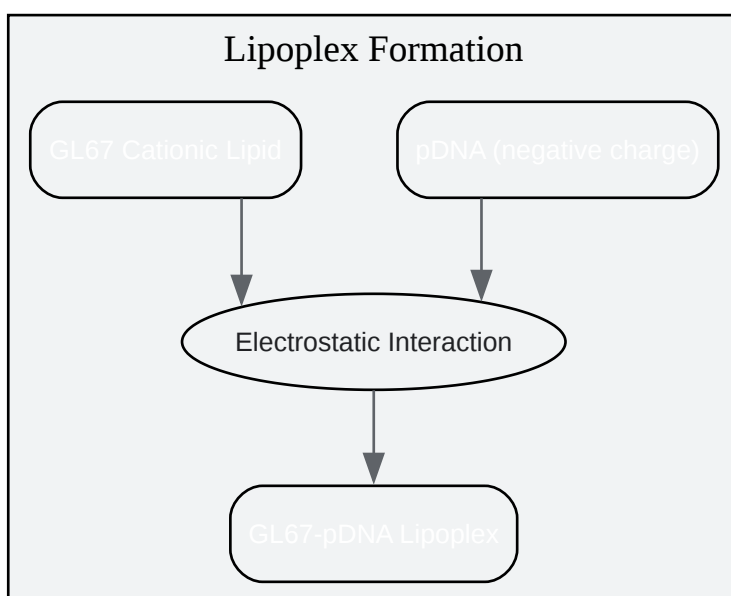 Lipoplex Formation
GL67 Cationic Lipid
pDNA (negative charge)
Electrostatic Interaction
GL67-pDNA Lipoplex